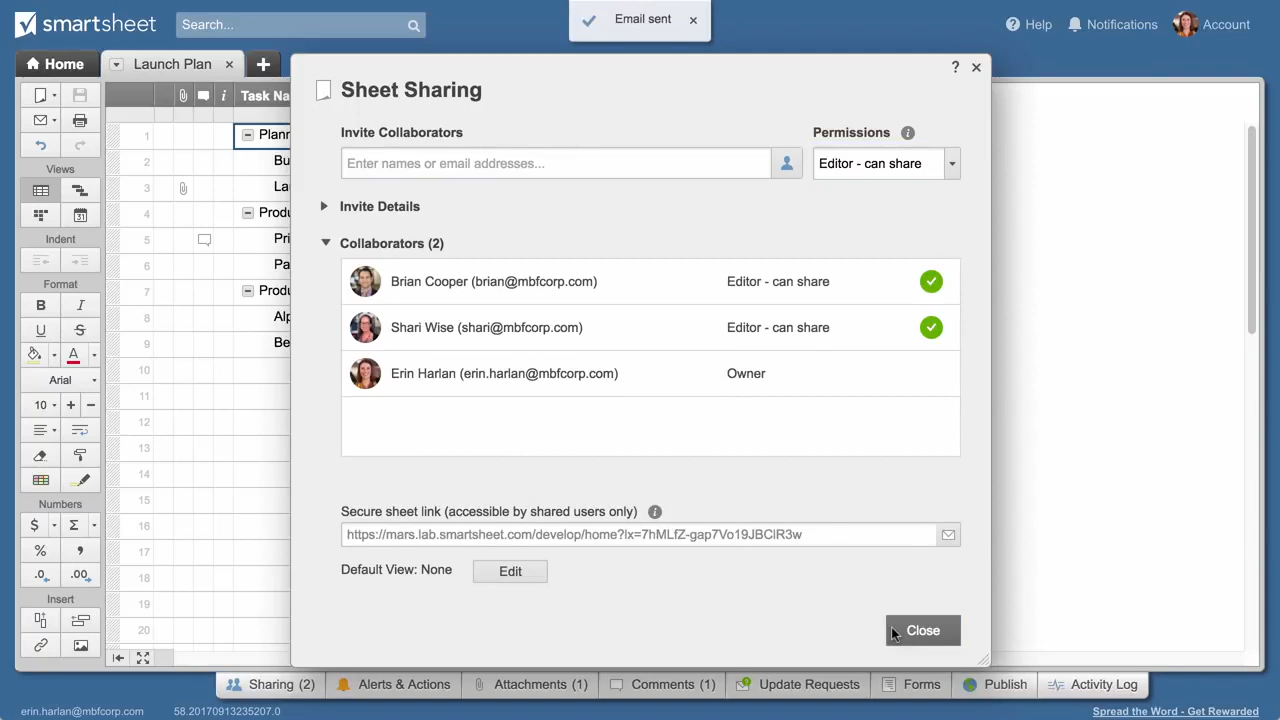 smartsheet
Search...
Email sent ×
? Help
Notifications
Account
Home
Launch Plan ×
+
? ×
Sheet Sharing
Invite Collaborators
Permissions i
Enter names or email addresses...
Editor - can share
Invite Details
Collaborators (2)
Brian Cooper (brian@mbfcorp.com) Editor - can share
Shari Wise (shari@mbfcorp.com) Editor - can share
Erin Harlan (erin.harlan@mbfcorp.com) Owner
Secure sheet link (accessible by shared users only) i
https://mars.lab.smartsheet.com/develop/home?lx=7hMLfZ-gap7Vo19JBClR3w
Default View: None
Edit
Close
i Task Na
1 Plann
2 Bu
3 Lau
4 Produ
5 Pri
6 Pa
7 Produ
8 Alp
9 Be
10
11
12
13
14
15
16
17
18
19
20
Views
31
Indent
Format
B I
U S
A
Arial
10 + −
Numbers
$ Σ
% ,
.0 .00
Insert
Sharing (2)
Alerts & Actions
Attachments (1)
Comments (1)
Update Requests
Forms
Publish
Activity Log
erin.harlan@mbfcorp.com
58.20170913235207.0
Spread the Word - Get Rewarded